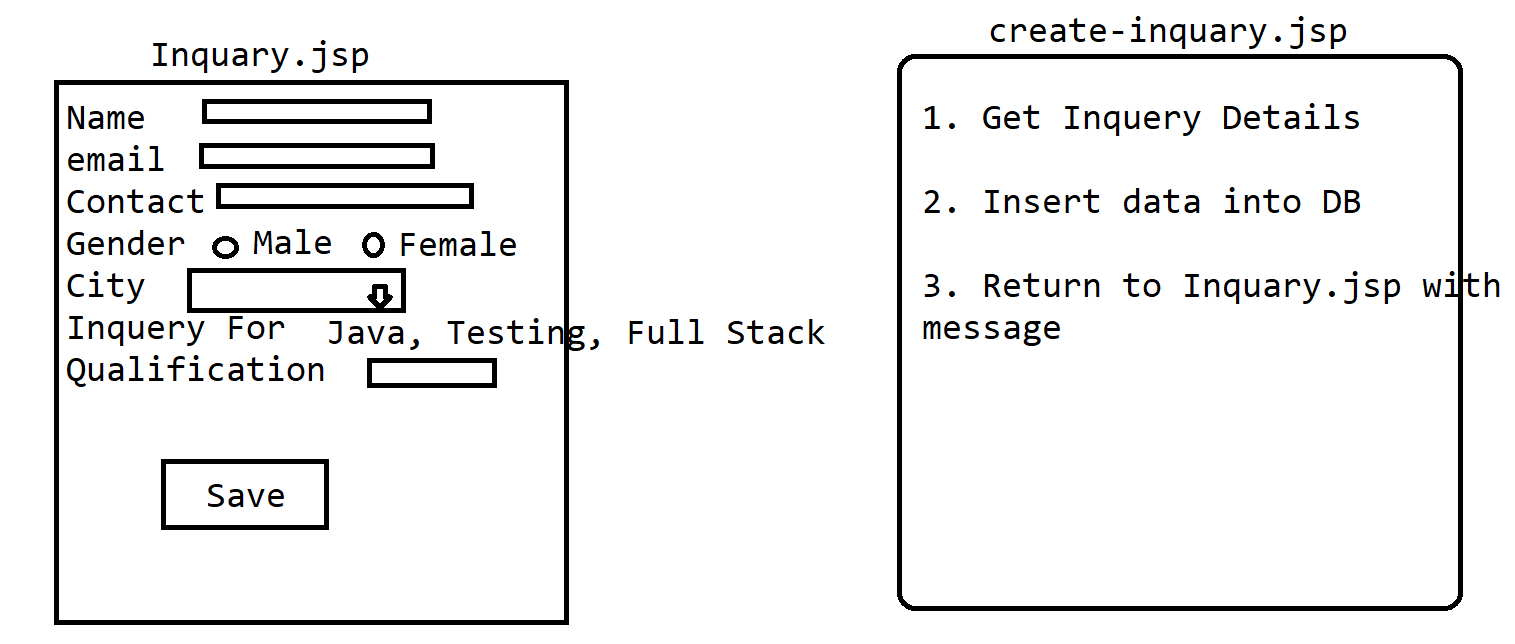 Inquary.jsp
Name
email
Contact
Gender Male Female
City
Inquery For Java, Testing, Full Stack
Qualification
Save
create-inquary.jsp
1. Get Inquery Details
2. Insert data into DB
3. Return to Inquary.jsp with
message